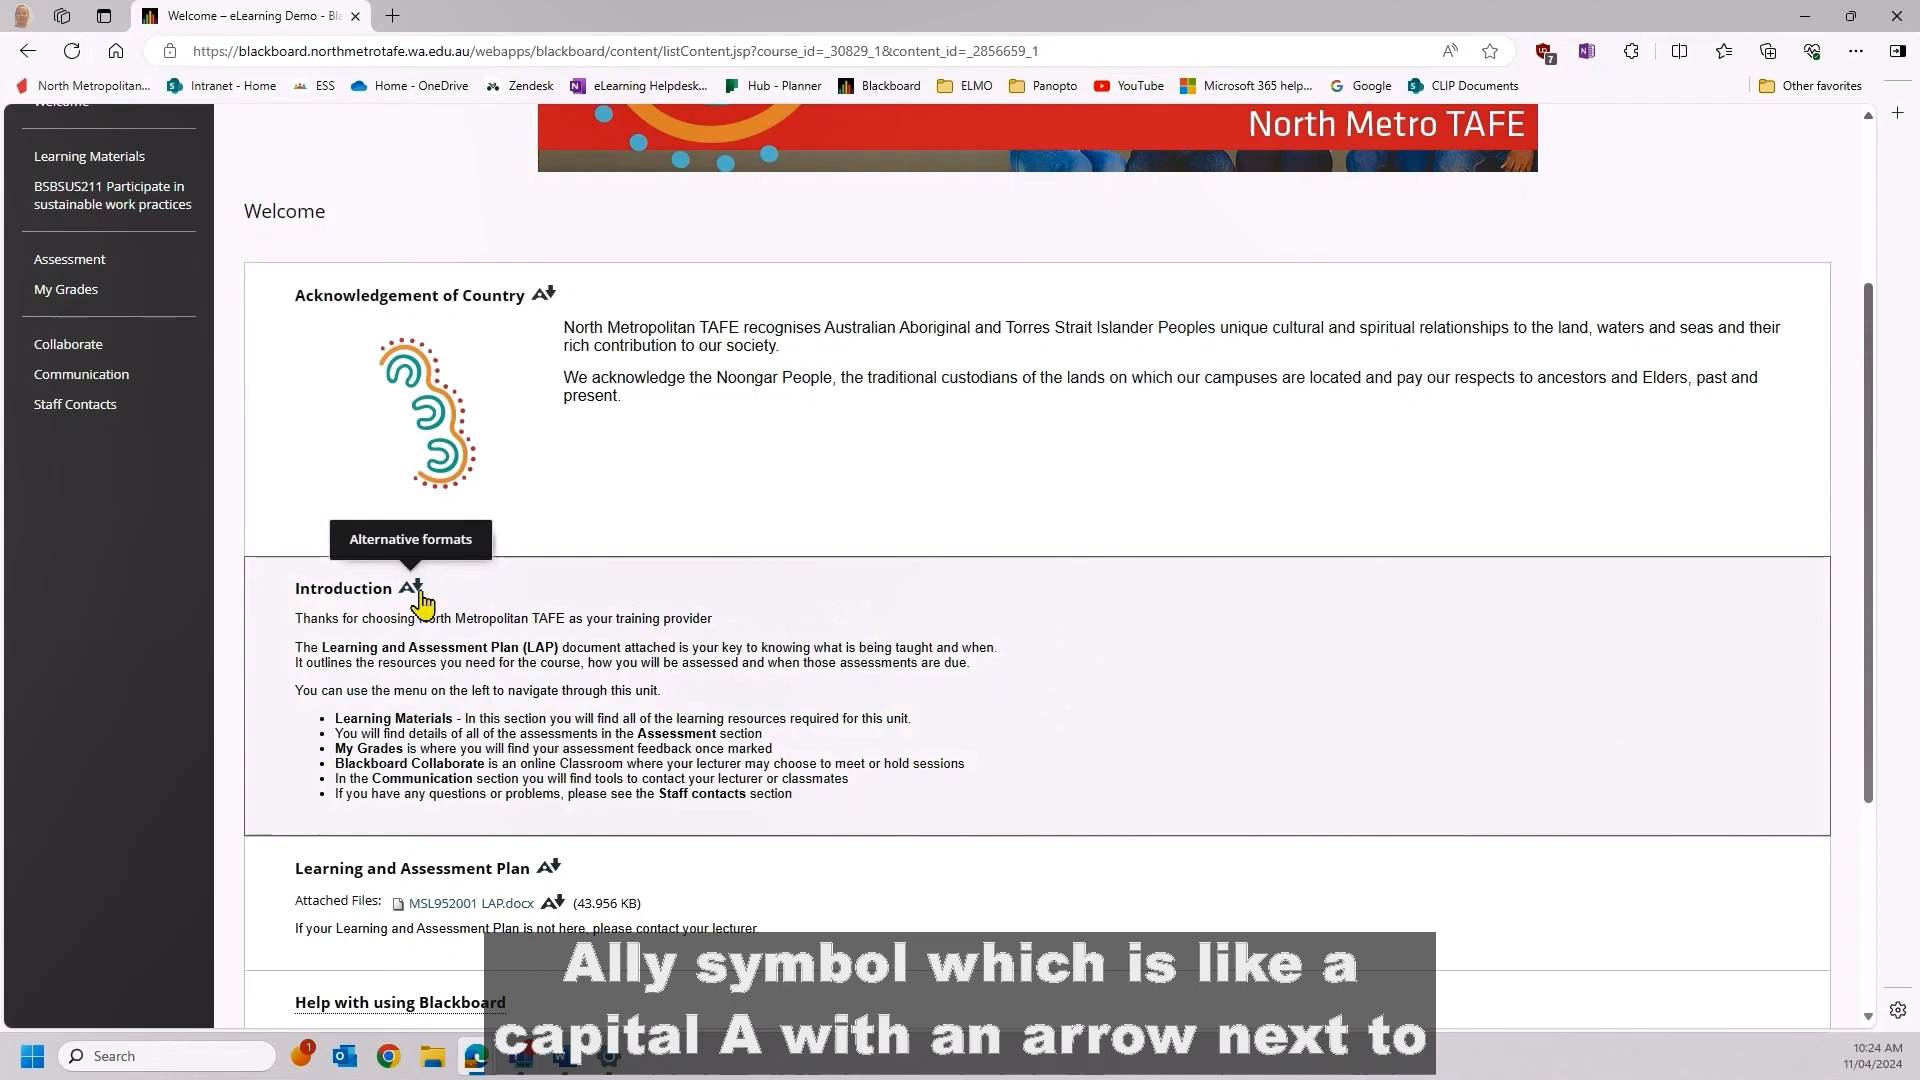 Welcome – eLearning Demo - Bla
https://blackboard.northmetrotafe.wa.edu.au/webapps/blackboard/content/listContent.jsp?course_id=_30829_1&content_id=_2856659_1
7
North Metropolitan...
Intranet - Home
ESS
Home - OneDrive
Zendesk
eLearning Helpdesk...
Hub - Planner
Blackboard
ELMO
Panopto
YouTube
Microsoft 365 help...
Google
CLIP Documents
Other favorites
Welcome
Learning Materials
BSBSUS211 Participate in
sustainable work practices
Assessment
My Grades
Collaborate
Communication
Staff Contacts
North Metro TAFE
Welcome
Acknowledgement of Country
North Metropolitan TAFE recognises Australian Aboriginal and Torres Strait Islander Peoples unique cultural and spiritual relationships to the land, waters and seas and their
rich contribution to our society.
We acknowledge the Noongar People, the traditional custodians of the lands on which our campuses are located and pay our respects to ancestors and Elders, past and
present.
Alternative formats
Introduction
Thanks for choosing North Metropolitan TAFE as your training provider
The Learning and Assessment Plan (LAP) document attached is your key to knowing what is being taught and when.
It outlines the resources you need for the course, how you will be assessed and when those assessments are due.
You can use the menu on the left to navigate through this unit.
• Learning Materials - In this section you will find all of the learning resources required for this unit.
• You will find details of all of the assessments in the Assessment section
• My Grades is where you will find your assessment feedback once marked
• Blackboard Collaborate is an online Classroom where your lecturer may choose to meet or hold sessions
• In the Communication section you will find tools to contact your lecturer or classmates
• If you have any questions or problems, please see the Staff contacts section
Learning and Assessment Plan
Attached Files: MSL952001 LAP.docx (43.956 KB)
If your Learning and Assessment Plan is not here, please contact your lecturer.
Help with using Blackboard
Ally symbol which is like a
capital A with an arrow next to
Search
1
10:24 AM
11/04/2024